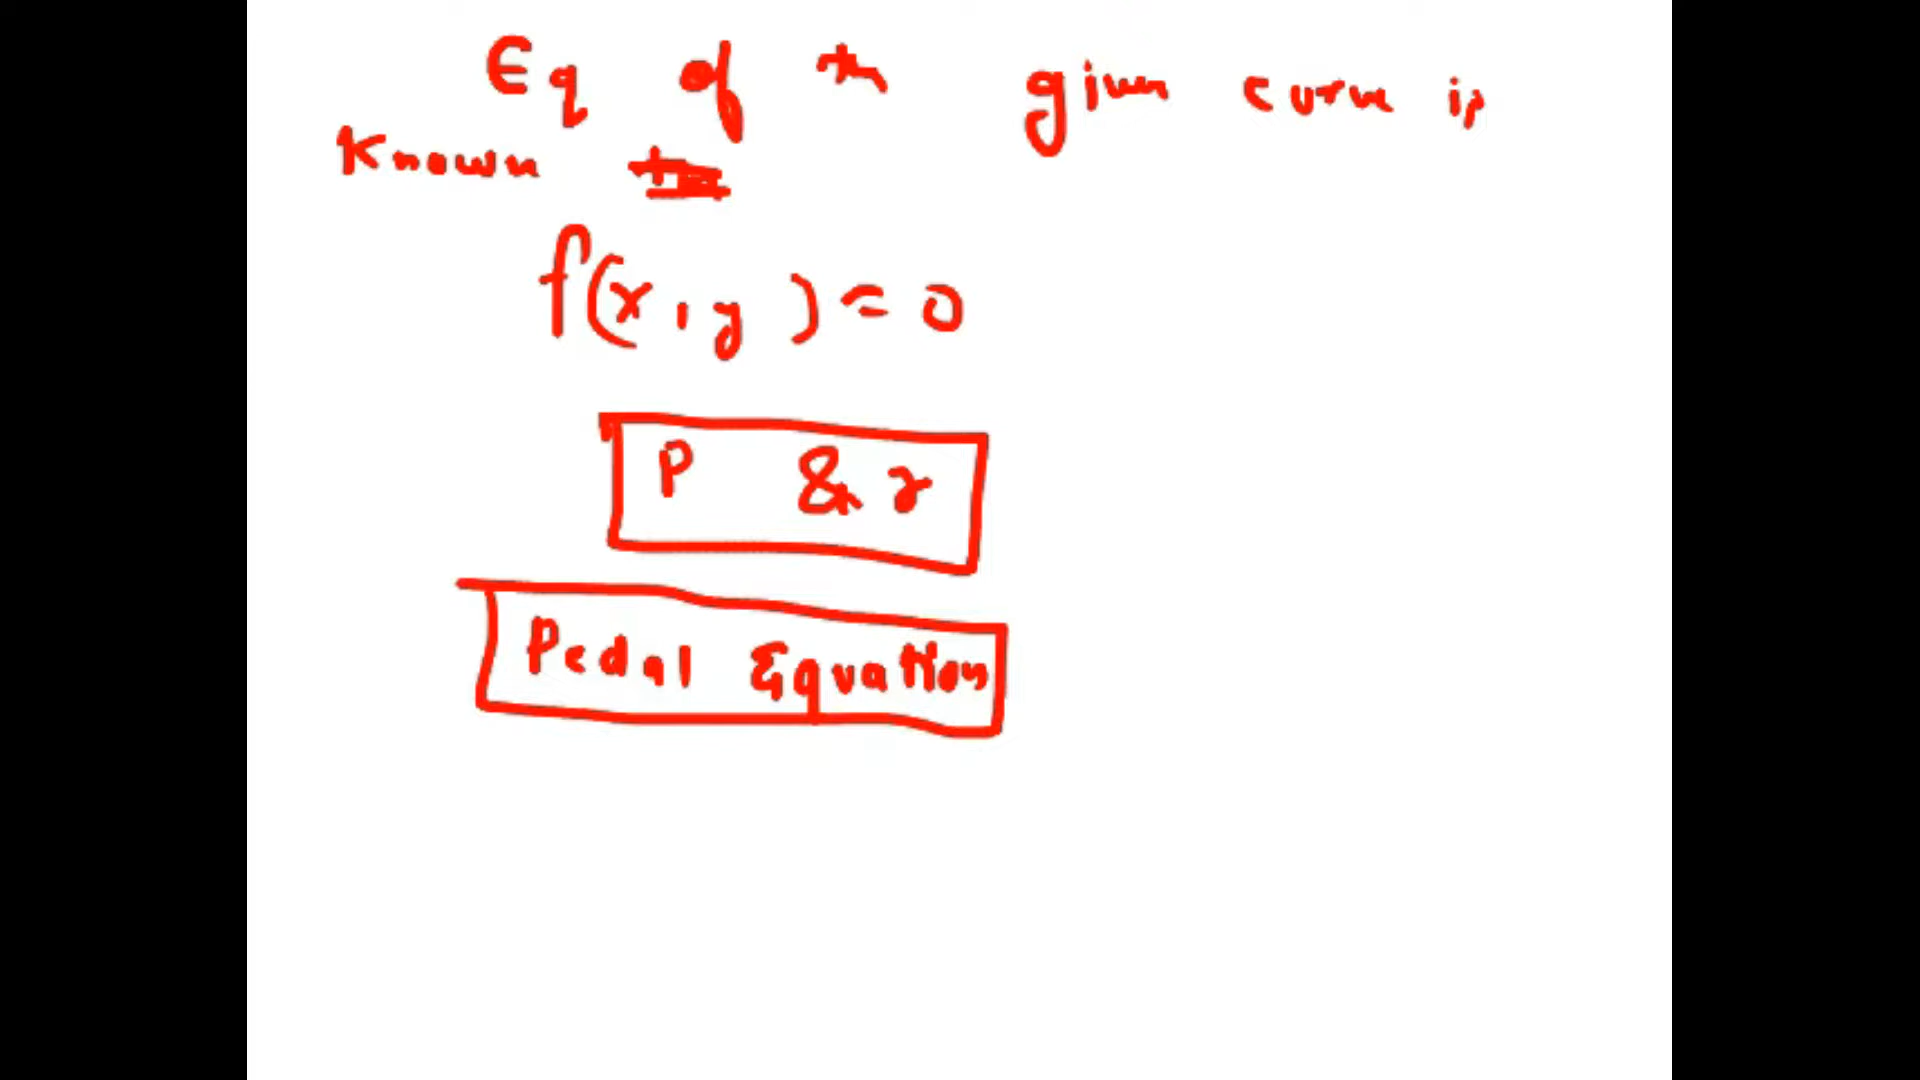 Eq of the given curve is
known
f(x, y) = 0
P & r
Pedal Equation